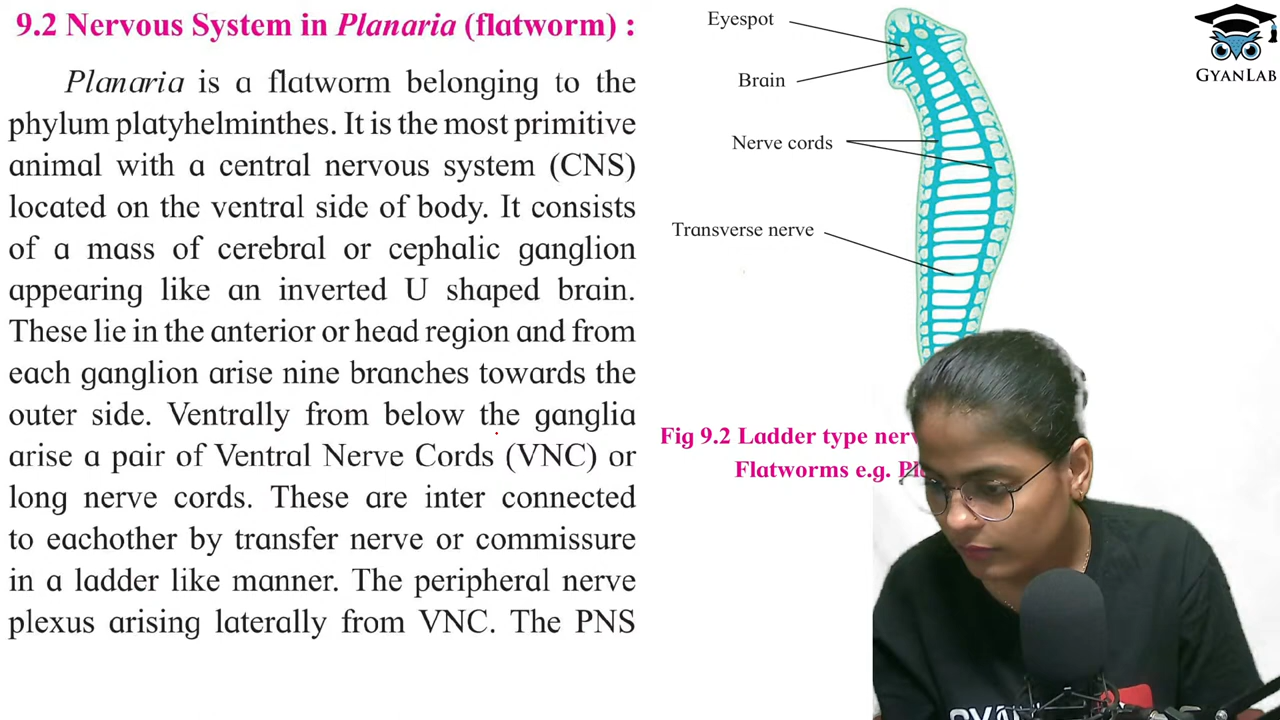 9.2 Nervous System in Planaria (flatworm) :
Planaria is a flatworm belonging to the
phylum platyhelminthes. It is the most primitive
animal with a central nervous system (CNS)
located on the ventral side of body. It consists
of a mass of cerebral or cephalic ganglion
appearing like an inverted U shaped brain.
These lie in the anterior or head region and from
each ganglion arise nine branches towards the
outer side. Ventrally from below the ganglia
arise a pair of Ventral Nerve Cords (VNC) or
long nerve cords. These are inter connected
to eachother by transfer nerve or commissure
in a ladder like manner. The peripheral nerve
plexus arising laterally from VNC. The PNS
Eyespot
Brain
Nerve cords
Transverse nerve
Fig 9.2 Ladder type
Flatworms e.g.
GYANLAB